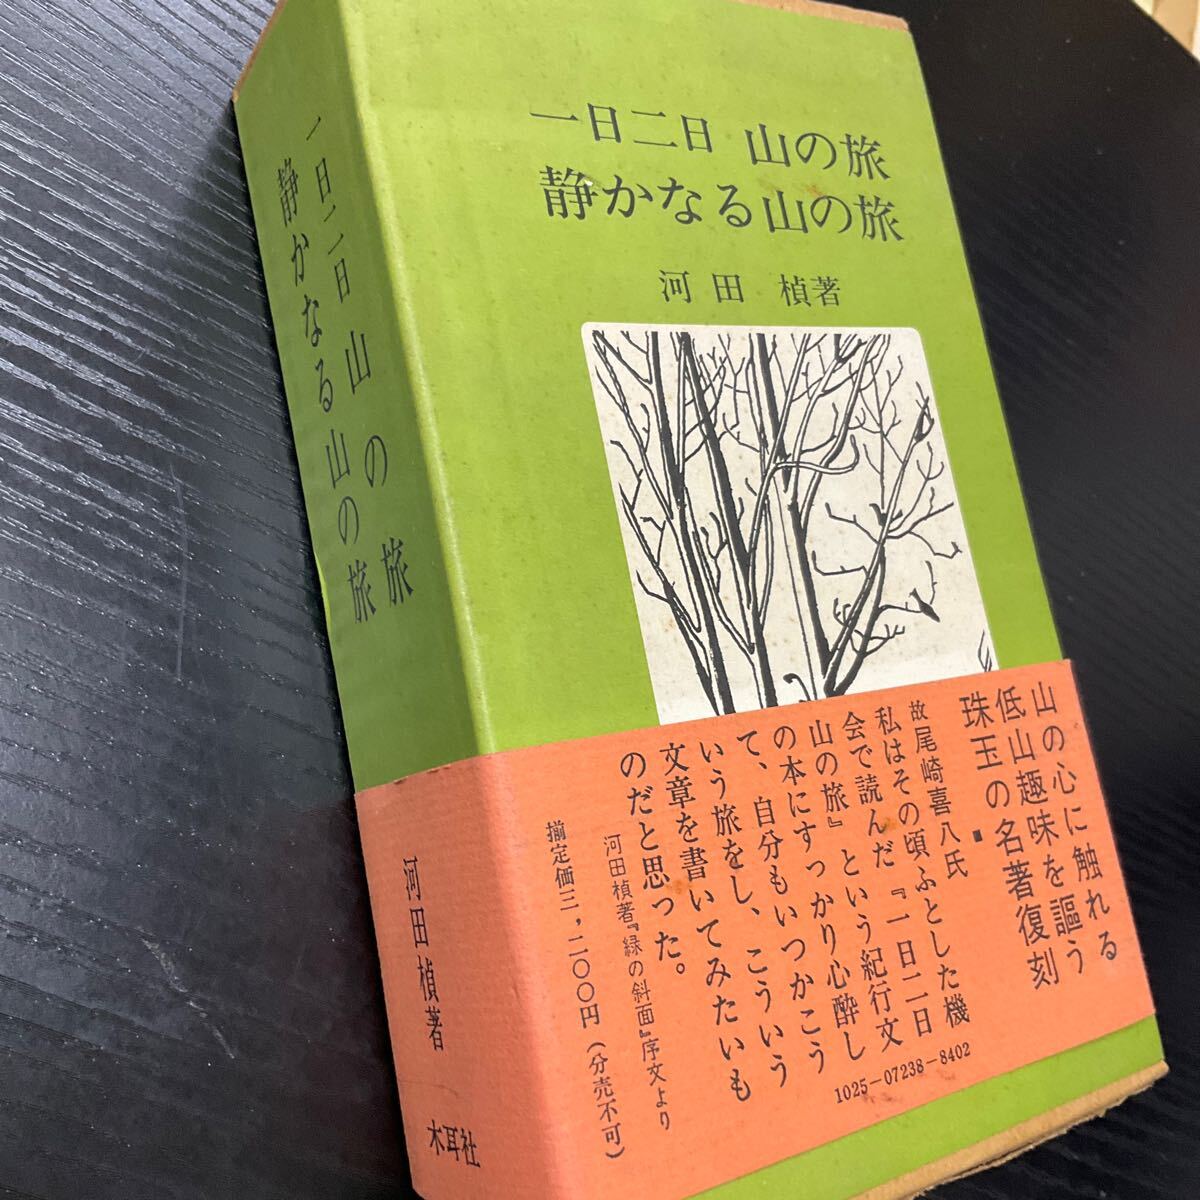 一日二日 山の旅
静かなる山の旅
河田 楨著
一日二日 山の旅
静かなる山の旅
山の心に触れる
低山趣味を謳う
珠玉の名著復刻
故尾崎喜八氏
私はその頃ふとした機
会で読んだ『一日二日
山の旅』という紀行文
の本にすっかり心酔し
て、自分もいつかこう
いう旅をし、こういう
文章を書いてみたいも
のだと思った。
河田楨著『緑の斜面』序文より
揃定価三,二〇〇円(分売不可)
1025-07238-8402
河田楨著
木耳社